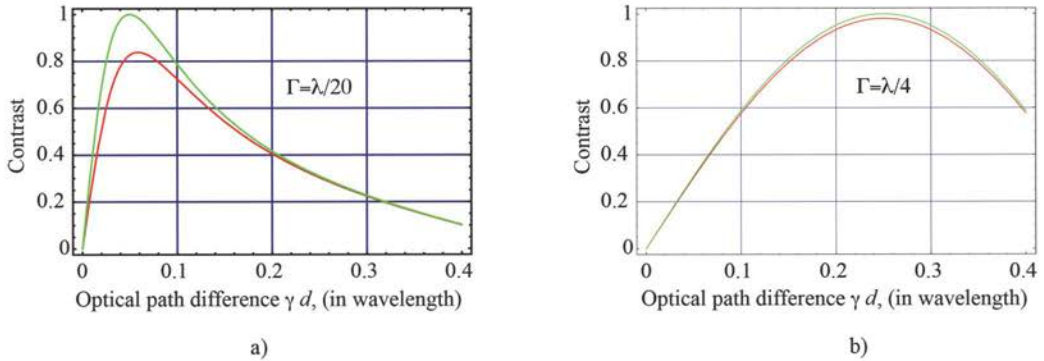 1
0.8
0.6
0.4
0.2
0
Contrast
Γ=λ/20
0 0.1 0.2 0.3 0.4
Optical path difference γ d, (in wavelength)
a)
1
0.8
0.6
0.4
0.2
0
Contrast
Γ=λ/4
0 0.1 0.2 0.3 0.4
Optical path difference γ d, (in wavelength)
b)